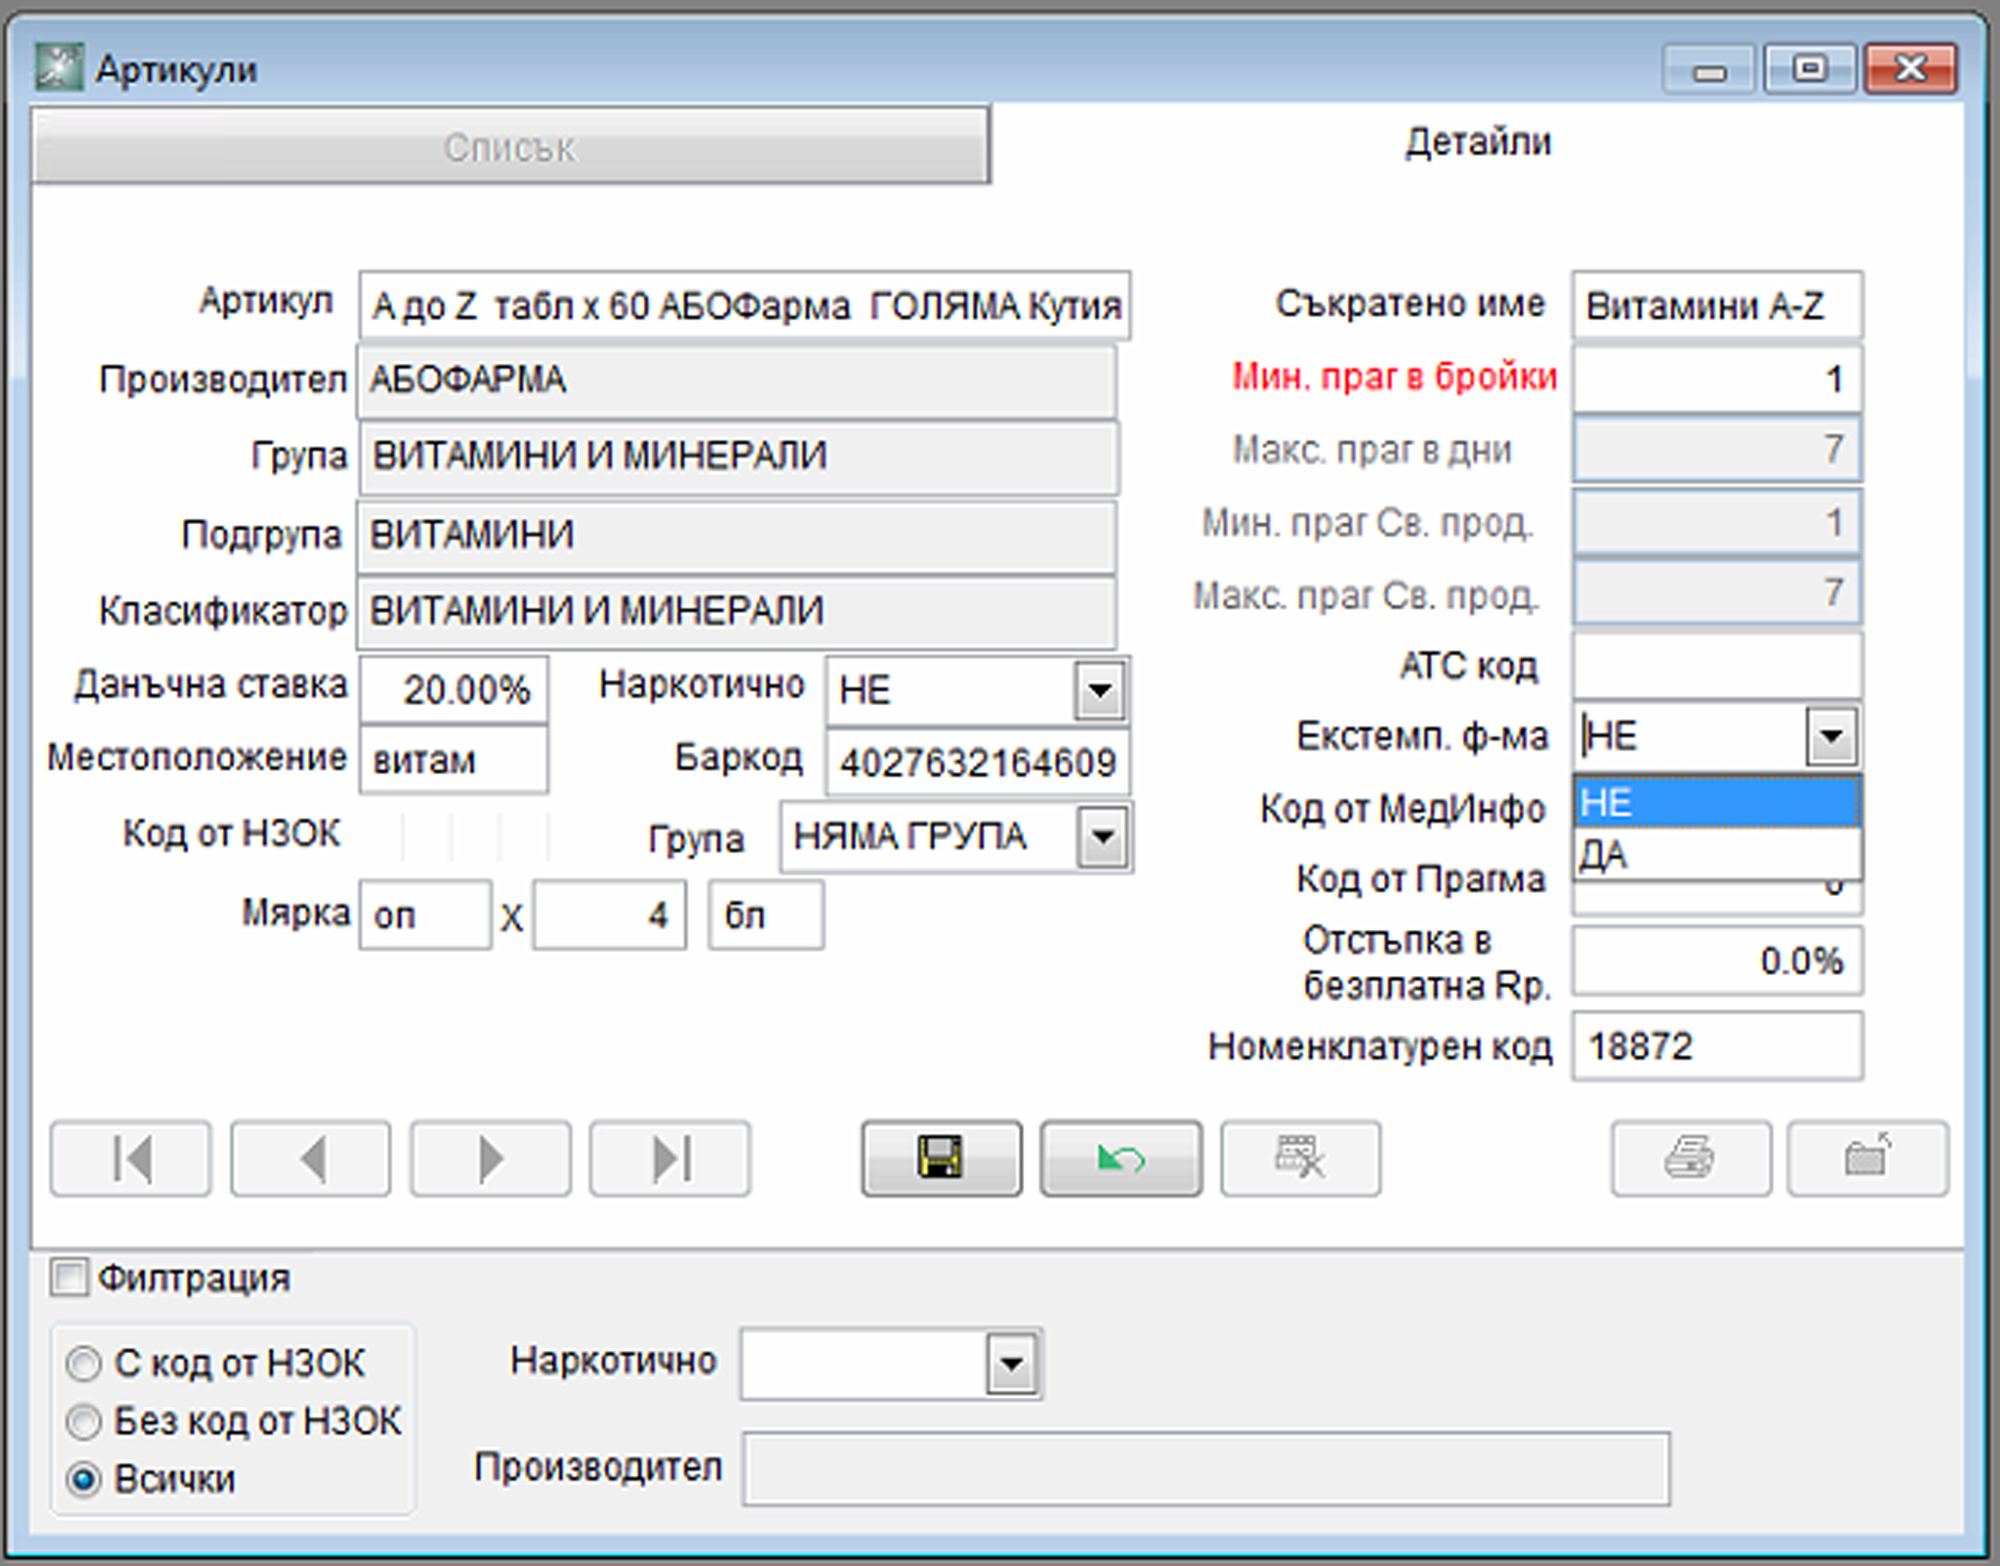 Артикули
Списък
Детайли
Артикул А до Z табл х 60 АБОФарма ГОЛЯМА Кутия
Съкратено име Витамини А-Z
Производител АБОФАРМА
Мин. праг в бройки 1
Група ВИТАМИНИ И МИНЕРАЛИ
Макс. праг в дни 7
Подгрупа ВИТАМИНИ
Мин. праг Св. прод. 1
Класификатор ВИТАМИНИ И МИНЕРАЛИ
Макс. праг Св. прод. 7
Данъчна ставка 20.00% Наркотично НЕ
АТС код
Местоположение витам Баркод 4027632164609
Екстемп. ф-ма НЕ
НЕ
ДА
Код от НЗОК Група НЯМА ГРУПА
Код от МедИнфо
Мярка оп X 4 бл
Код от Прагма
Отстъпка в
безплатна Rp. 0.0%
Номенклатурен код 18872
Филтрация
С код от НЗОК
Без код от НЗОК
Всички
Наркотично
Производител